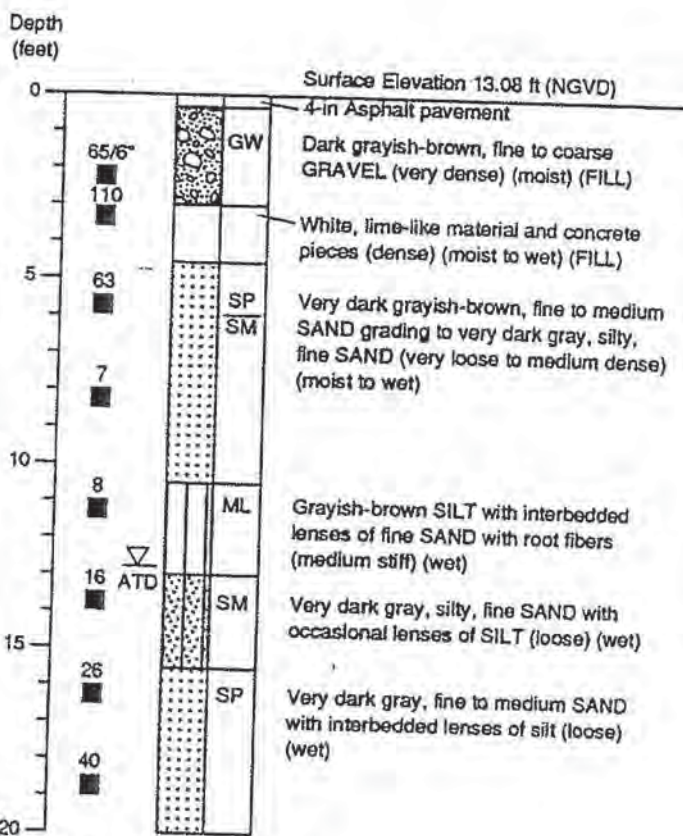 Depth
(feet)
0
Surface Elevation 13.08 ft (NGVD)
4-in Asphalt pavement
65/6"
GW
Dark grayish-brown, fine to coarse
GRAVEL (very dense) (moist) (FILL)
110
White, lime-like material and concrete
pieces (dense) (moist to wet) (FILL)
5
63
SP
SM
Very dark grayish-brown, fine to medium
SAND grading to very dark gray, silty,
fine SAND (very loose to medium dense)
(moist to wet)
7
10
8
ML
Grayish-brown SILT with interbedded
lenses of fine SAND with root fibers
(medium stiff) (wet)
ATD
16
SM
Very dark gray, silty, fine SAND with
occasional lenses of SILT (loose) (wet)
15
26
SP
Very dark gray, fine to medium SAND
with interbedded lenses of silt (loose)
(wet)
40
20